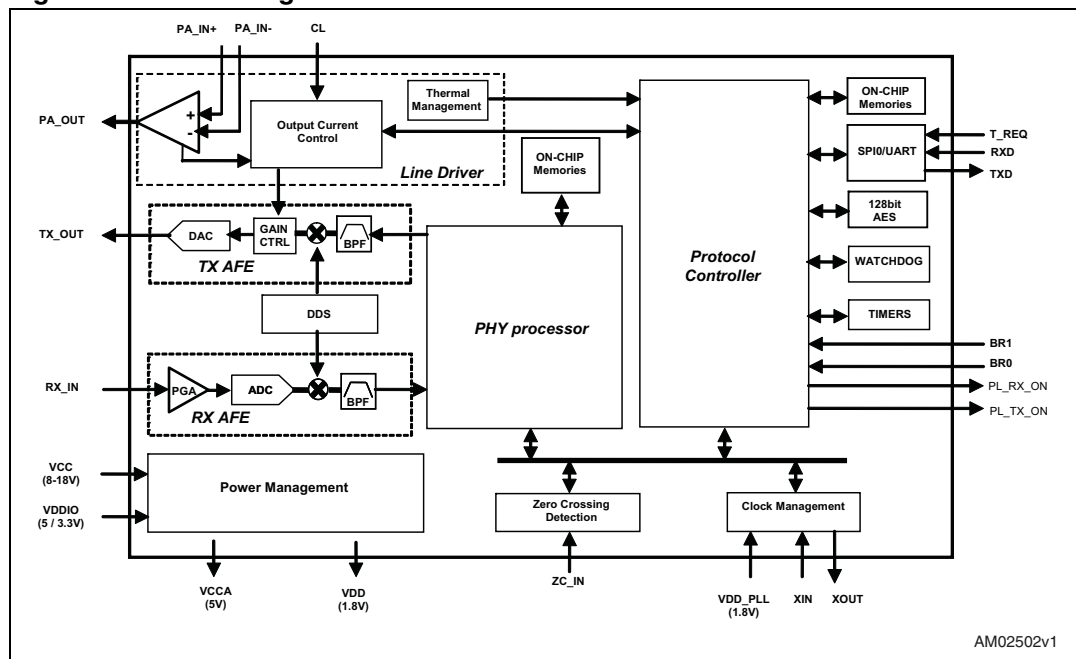 PA_IN+ PA_IN- CL
Thermal
Management
ON-CHIP
Memories
PA_OUT
+
-
Output Current
Control
Line Driver
ON-CHIP
Memories
T_REQ
SPI0/UART
RXD
TXD
128bit
AES
TX_OUT
DAC
GAIN
CTRL
BPF
TX AFE
Protocol
Controller
WATCHDOG
DDS
PHY processor
TIMERS
BR1
BR0
RX_IN
PGA
ADC
BPF
RX AFE
PL_RX_ON
PL_TX_ON
VCC
(8-18V)
Power Management
VDDIO
(5 / 3.3V)
Zero Crossing
Detection
Clock Management
VCCA
(5V)
VDD
(1.8V)
ZC_IN
VDD_PLL
(1.8V)
XIN
XOUT
AM02502v1